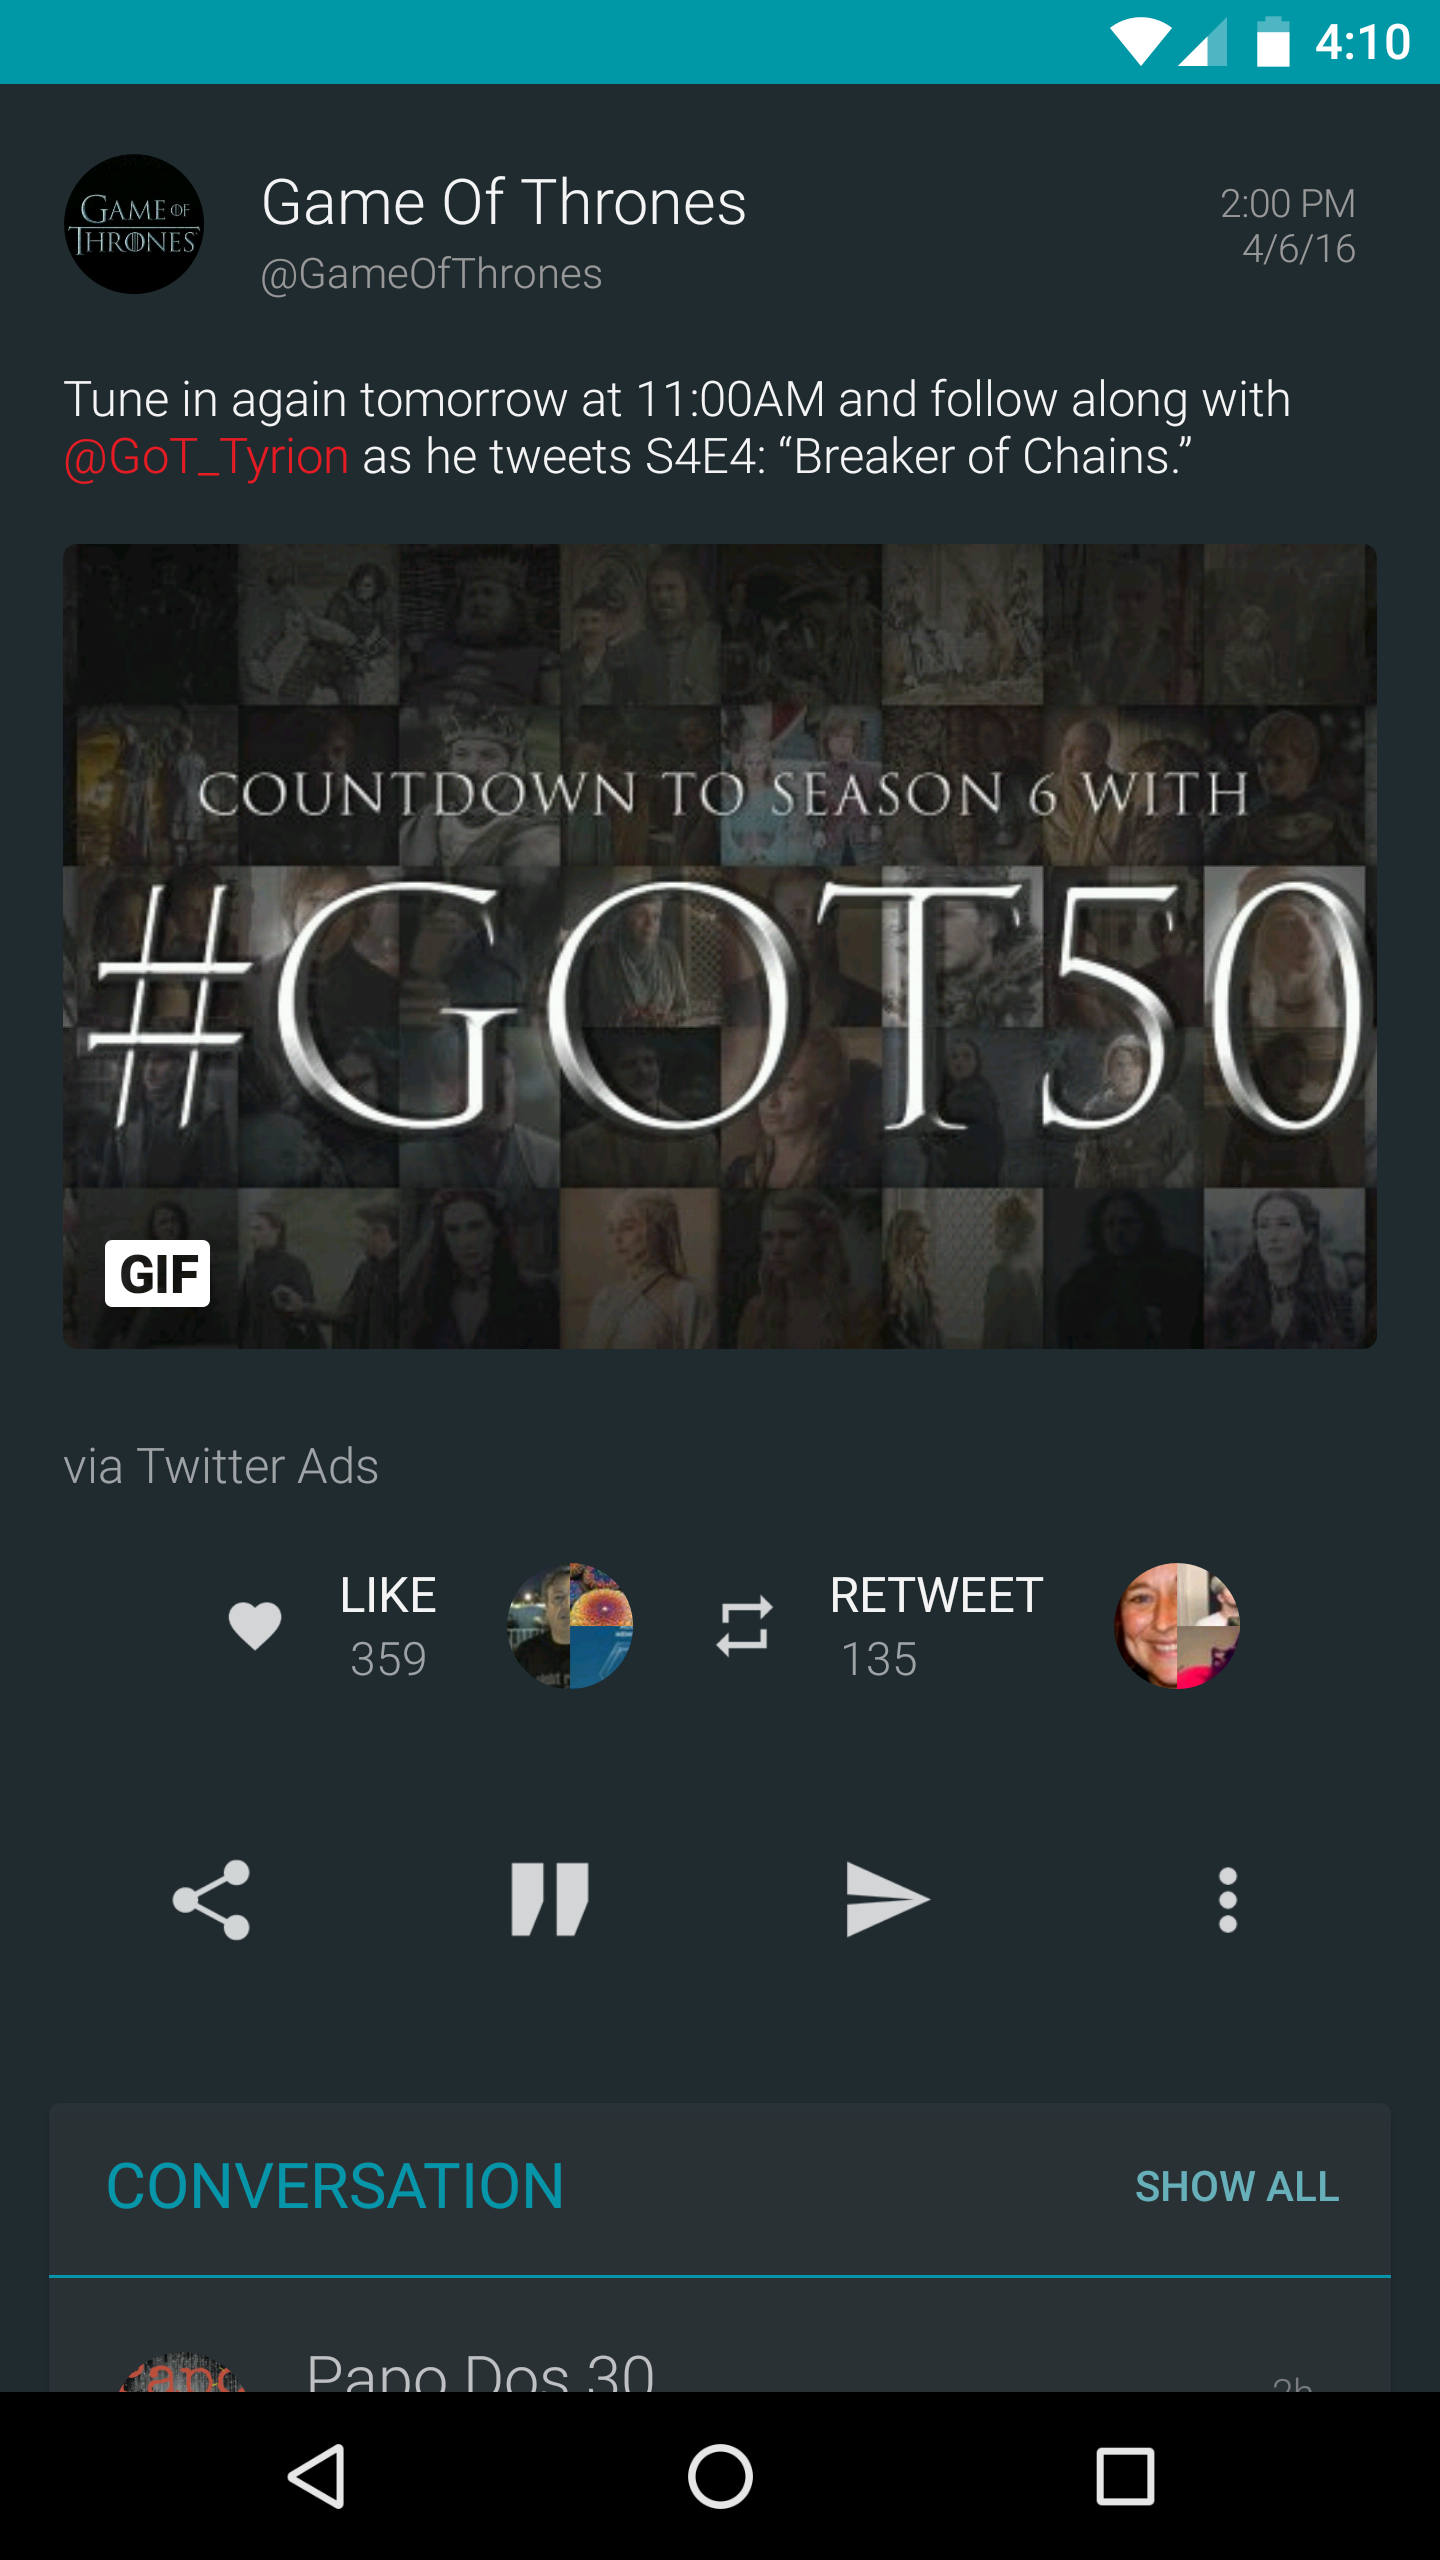 4:10
GAME OF
THRONES
Game Of Thrones
2:00 PM
@GameOfThrones
4/6/16
Tune in again tomorrow at 11:00AM and follow along with
@GoT_Tyrion as he tweets S4E4: “Breaker of Chains.”
COUNTDOWN TO SEASON 6 WITH
#GOT50
GIF
via Twitter Ads
LIKE
359
RETWEET
135
CONVERSATION
SHOW ALL
Papo Dos 30
2h